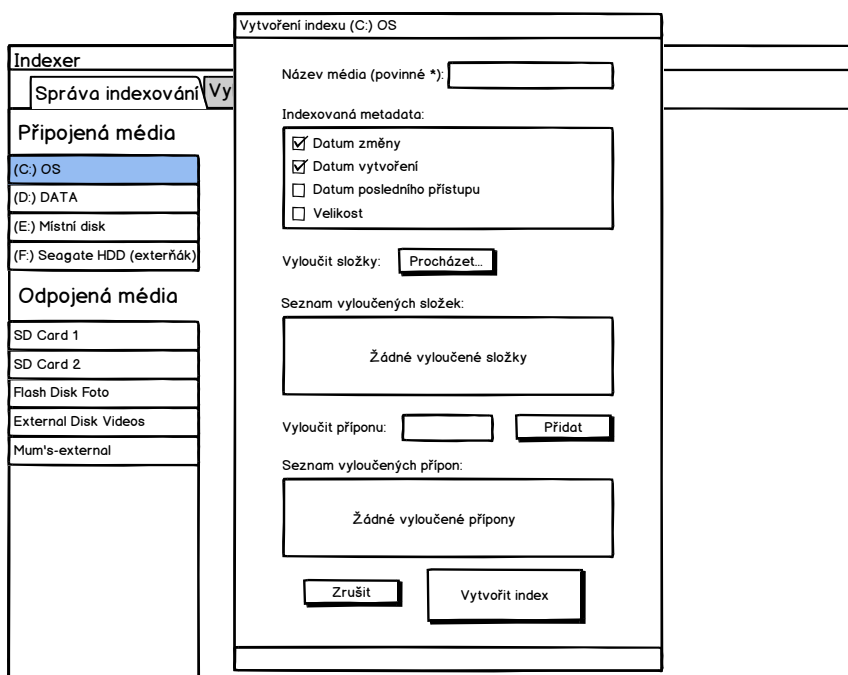 Indexer
Správa indexování
Vy
Připojená média
(C:) OS
(D:) DATA
(E:) Místní disk
(F:) Seagate HDD (exterňák)
Odpojená média
SD Card 1
SD Card 2
Flash Disk Foto
External Disk Videos
Mum's-external
Vytvoření indexu (C:) OS
Název média (povinné *):
Indexovaná metadata:
Datum změny
Datum vytvoření
Datum posledního přístupu
Velikost
Vyloučit složky: Procházet...
Seznam vyloučených složek:
Žádné vyloučené složky
Vyloučit příponu: Přidat
Seznam vyloučených přípon:
Žádné vyloučené přípony
Zrušit Vytvořit index